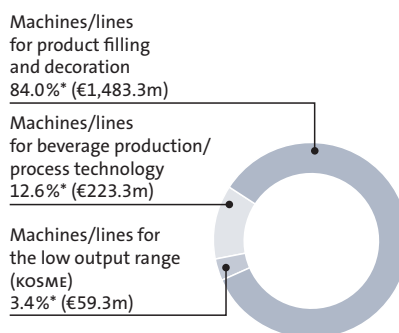 Machines/lines
for product filling
and decoration
84.0%* (€1,483.3m)
Machines/lines
for beverage production/
process technology
12.6%* (€223.3m)
Machines/lines for
the low output range
(KOSME)
3.4%* (€59.3m)